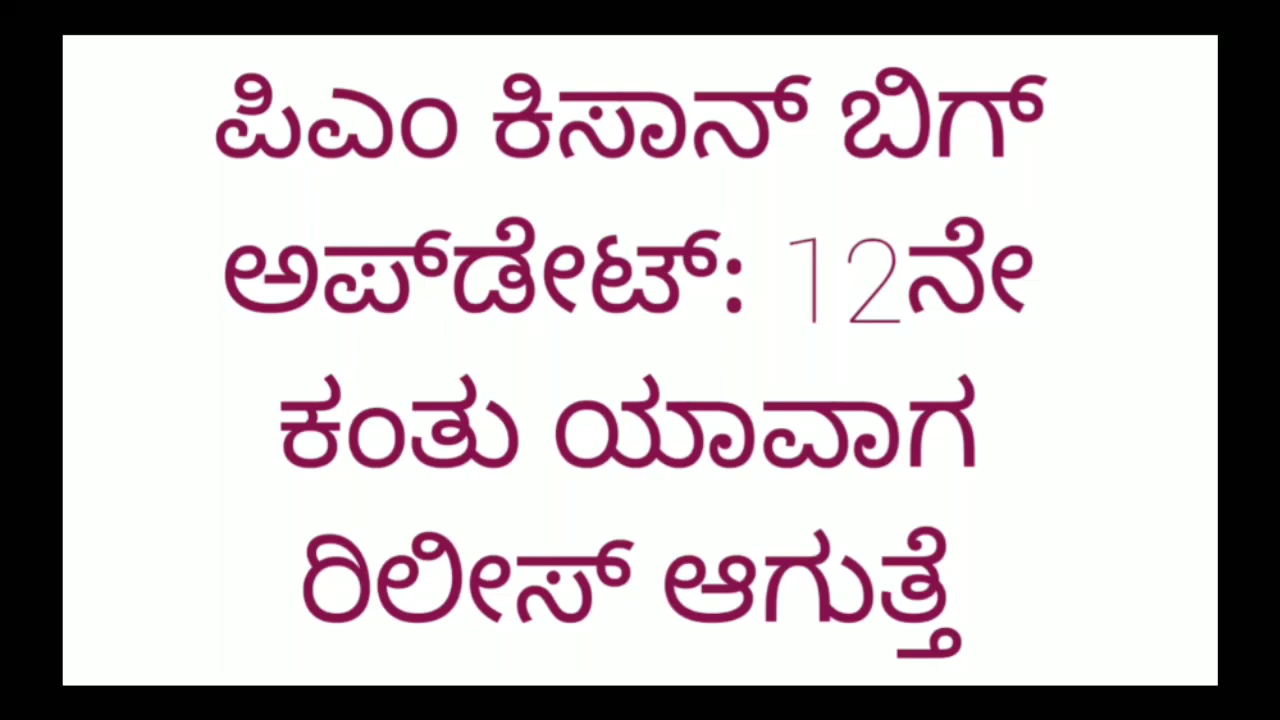 ಪಿಎಂ ಕಿಸಾನ್ ಬಿಗ್
ಅಪ್‌ಡೇಟ್: 12ನೇ
ಕಂತು ಯಾವಾಗ
ರಿಲೀಸ್ ಆಗುತ್ತೆ